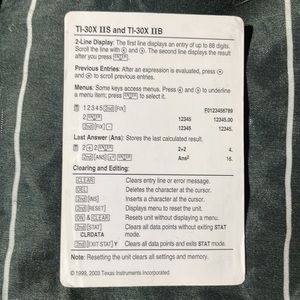 TI-30X IIS and TI-30X IIB
2-Line Display: The first line displays an entry of up to 88 digits.
Scroll the line with ◀ and ▶. The second line displays the result
after you press ENTER.
Previous Entries: After an expression is evaluated, press
and to scroll to previous entries.
Menus: Some keys access menus. Press ◀ and ▶ to underline
a menu item; press ENTER to select it.
12345 2nd [FIX] F0123456789
2 ENTER 12345 12345.00
2nd [FIX] 12345 12345.
Last Answer (Ans): Stores the last calculated result.
2 + 2 ENTER 2+2 4.
2nd [ANS] x² ENTER Ans² 16.
Clearing and Editing:
CLEAR Clears entry line or error message.
DEL Deletes the character at the cursor.
2nd [INS] Inserts a character at the cursor.
2nd [RESET] Displays menu to reset the unit.
ON & CLEAR Resets unit without displaying a menu.
2nd [STAT] Clears all data points without exiting STAT
CLRDATA mode.
2nd [EXIT STAT] Y Clears all data points and exits STAT mode.
Note: Resetting the unit clears all settings and memory.
© 1999, 2003 Texas Instruments Incorporated